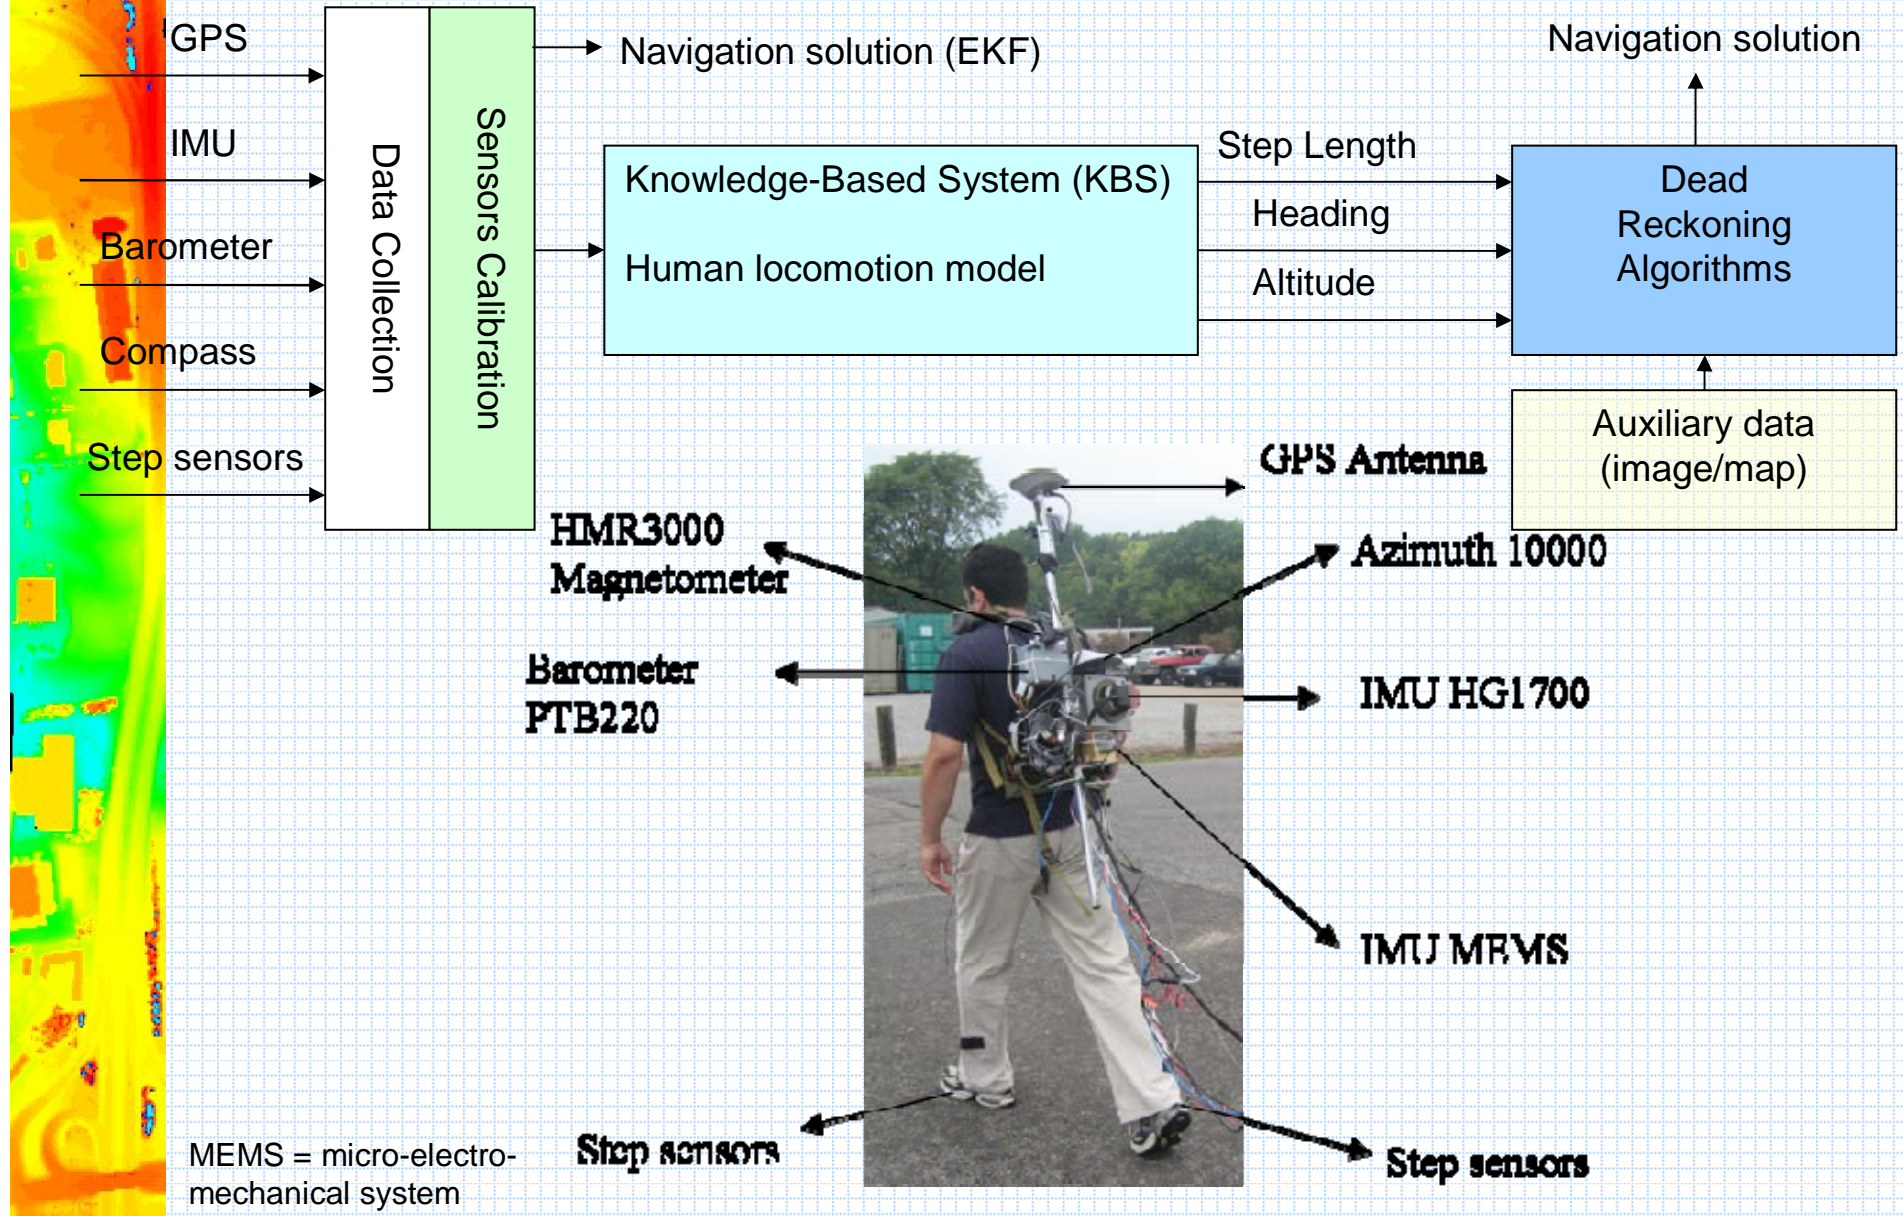 GPS
IMU
Barometer
Compass
Step sensors
Data Collection
Sensors Calibration
Navigation solution (EKF)
Knowledge-Based System (KBS)
Human locomotion model
Step Length
Heading
Altitude
Navigation solution
Dead
Reckoning
Algorithms
Auxiliary data
(image/map)
GPS Antenna
HMR3000
Magnetometer
Azimuth 10000
Barometer
PTB220
IMU HG1700
IMU MEMS
Step sensors
Step sensors
MEMS = micro-electro-
mechanical system